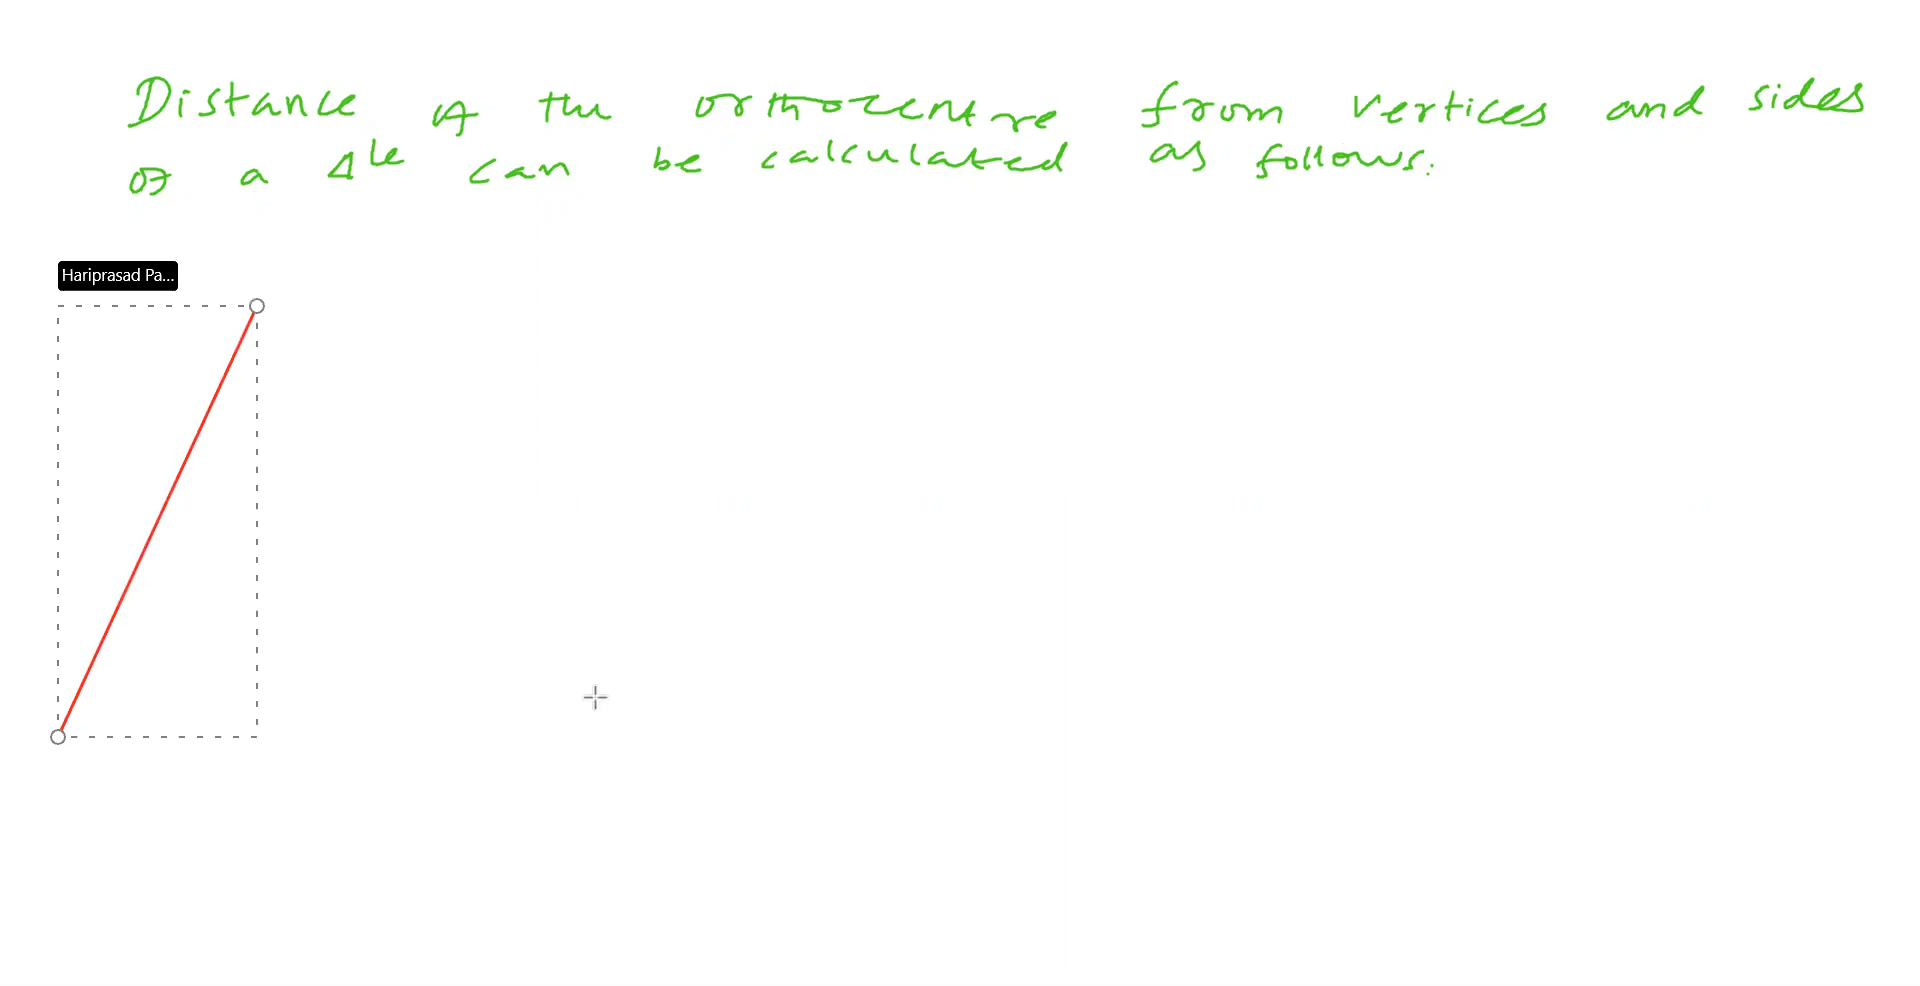 Distance of the orthocentre from vertices and sides
of a Δle can be calculated as follows.
Hariprasad Pa...